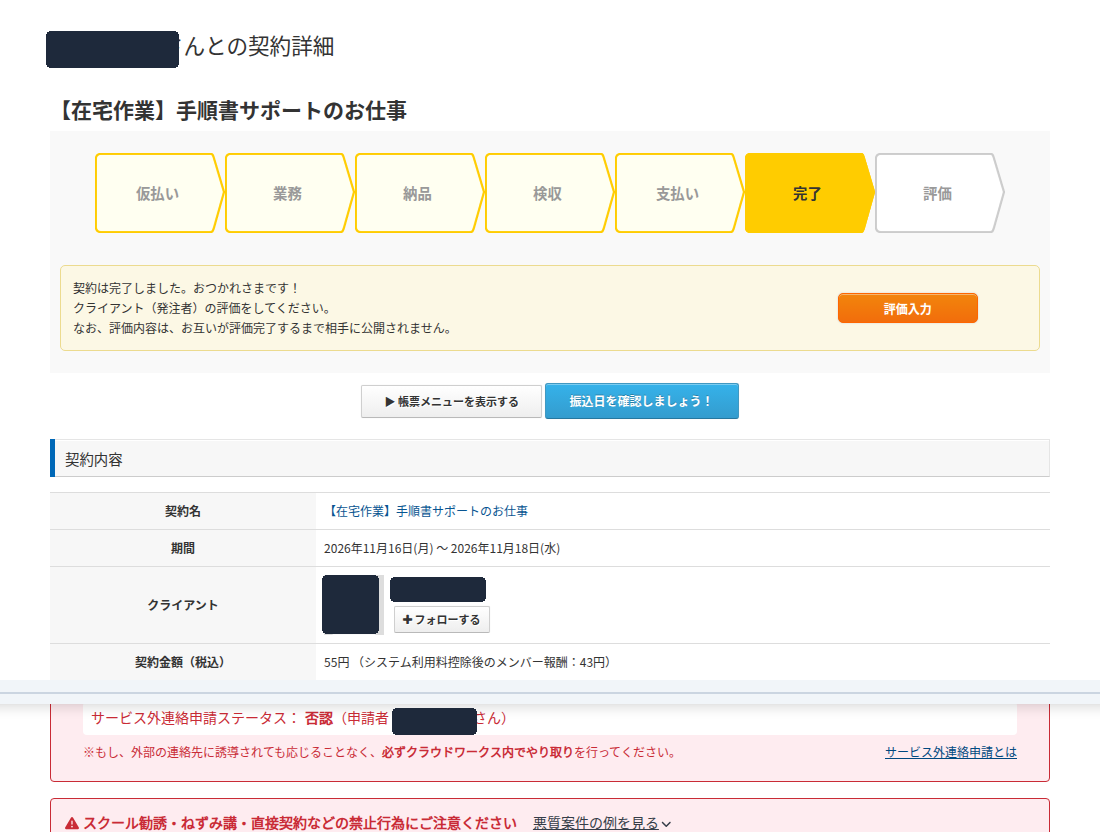 んとの契約詳細
【在宅作業】手順書サポートのお仕事
仮払い
業務
納品
検収
支払い
完了
評価
契約は完了しました。おつかれさまです！
クライアント（発注者）の評価をしてください。
なお、評価内容は、お互いが評価完了するまで相手に公開されません。
評価入力
▶ 帳票メニューを表示する
振込日を確認しましょう！
契約内容
契約名 【在宅作業】手順書サポートのお仕事
期間 2026年11月16日(月) 〜 2026年11月18日(水)
クライアント
✚ フォローする
契約金額（税込） 55円 （システム利用料控除後のメンバー報酬：43円）
サービス外連絡申請ステータス： 否認（申請者 さん）
※もし、外部の連絡先に誘導されても応じることなく、必ずクラウドワークス内でやり取りを行ってください。 サービス外連絡申請とは
スクール勧誘・ねずみ講・直接契約などの禁止行為にご注意ください 悪質案件の例を見る